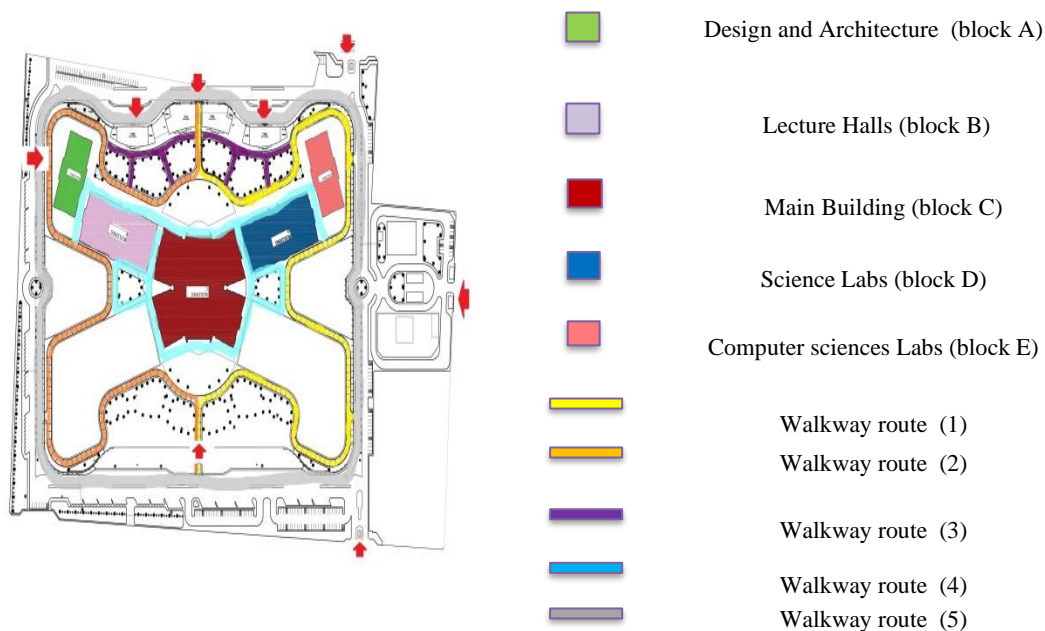 Design and Architecture (block A)
Lecture Halls (block B)
Main Building (block C)
Science Labs (block D)
Computer sciences Labs (block E)
Walkway route (1)
Walkway route (2)
Walkway route (3)
Walkway route (4)
Walkway route (5)